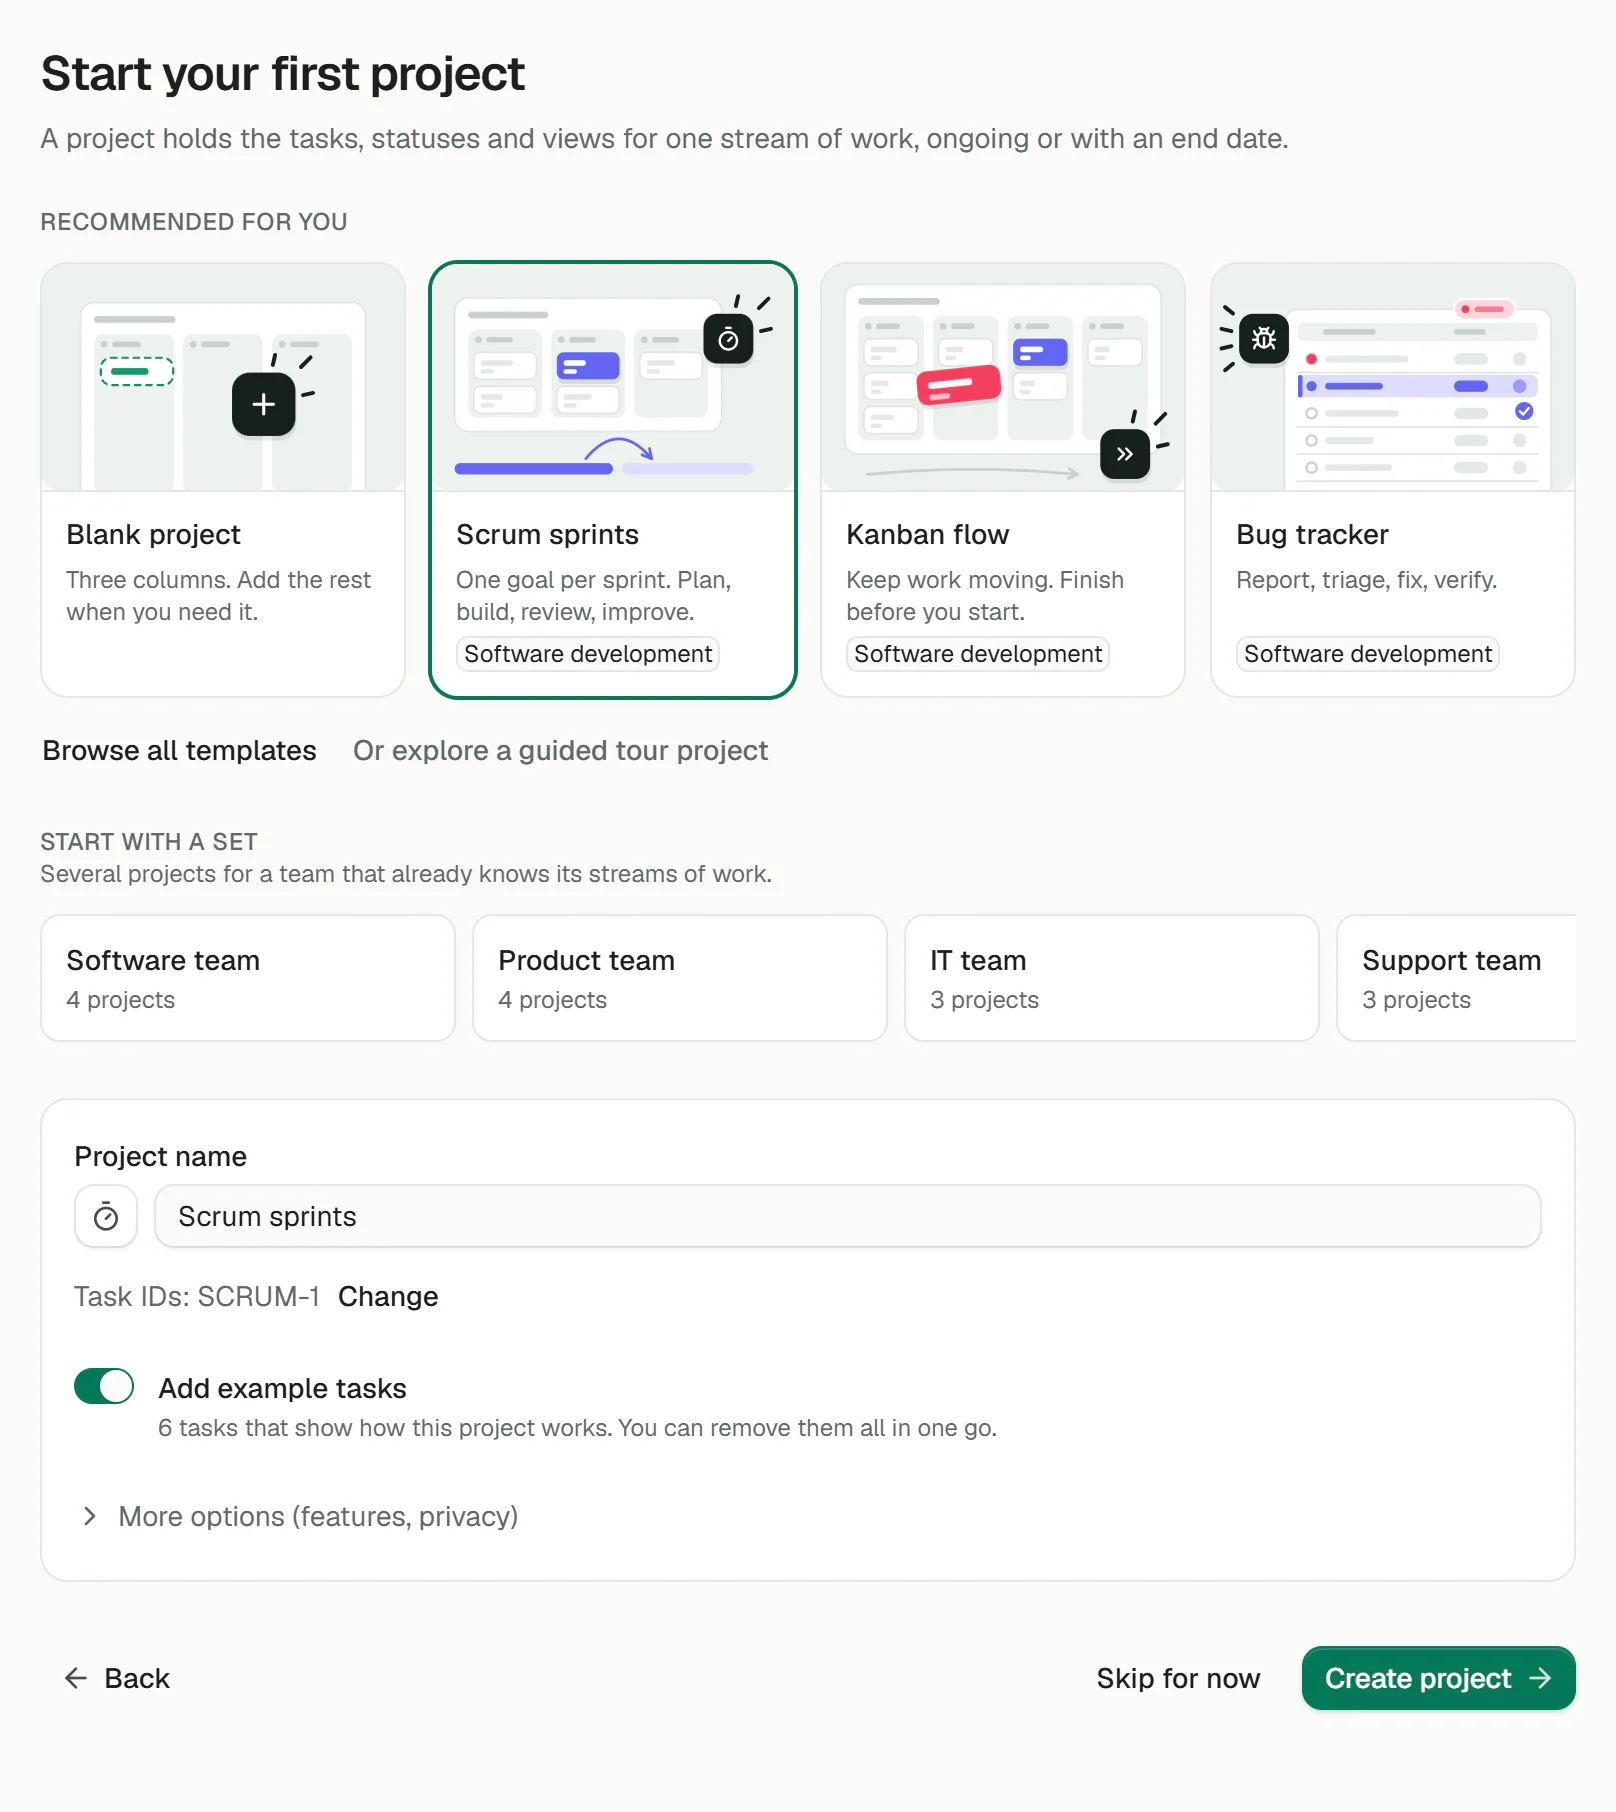 Start your first project
A project holds the tasks, statuses and views for one stream of work, ongoing or with an end date.
RECOMMENDED FOR YOU
Blank project
Three columns. Add the rest
when you need it.
Scrum sprints
One goal per sprint. Plan,
build, review, improve.
Software development
Kanban flow
Keep work moving. Finish
before you start.
Software development
Bug tracker
Report, triage, fix, verify.
Software development
Browse all templates
Or explore a guided tour project
START WITH A SET
Several projects for a team that already knows its streams of work.
Software team
4 projects
Product team
4 projects
IT team
3 projects
Support team
3 projects
Project name
Scrum sprints
Task IDs: SCRUM-1 Change
Add example tasks
6 tasks that show how this project works. You can remove them all in one go.
More options (features, privacy)
Back
Skip for now
Create project